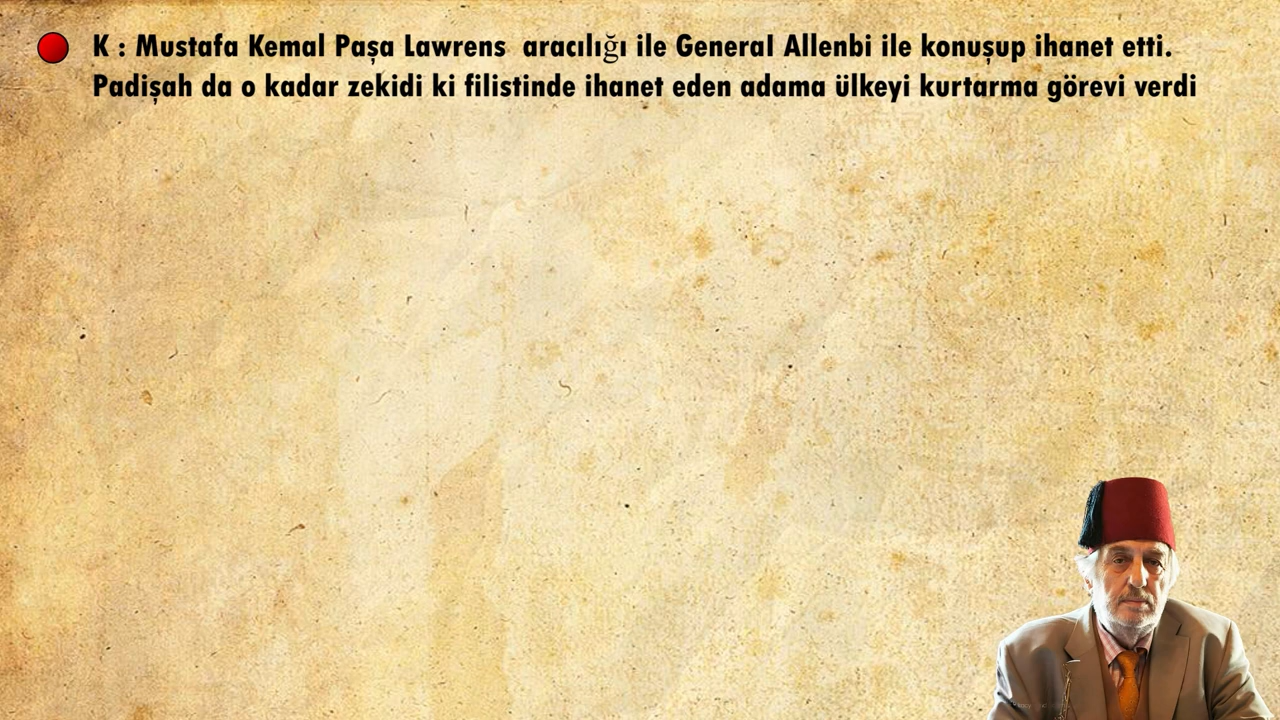 K : Mustafa Kemal Paşa Lawrens aracılığı ile General Allenbi ile konuşup ihanet etti.
Padişah da o kadar zekidi ki filistinde ihanet eden adama ülkeyi kurtarma görevi verdi